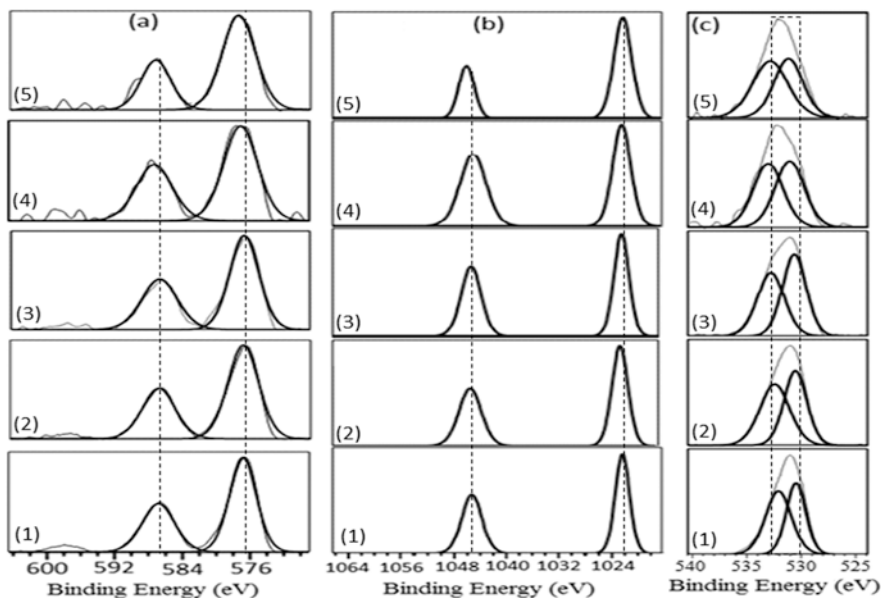 (a) (b) (c)
(5) (5) (5)
(4) (4) (4)
(3) (3) (3)
(2) (2) (2)
(1) (1) (1)
600 592 584 576 1064 1056 1048 1040 1032 1024 540 535 530 525
Binding Energy (eV) Binding Energy (eV) Binding Energy (eV)